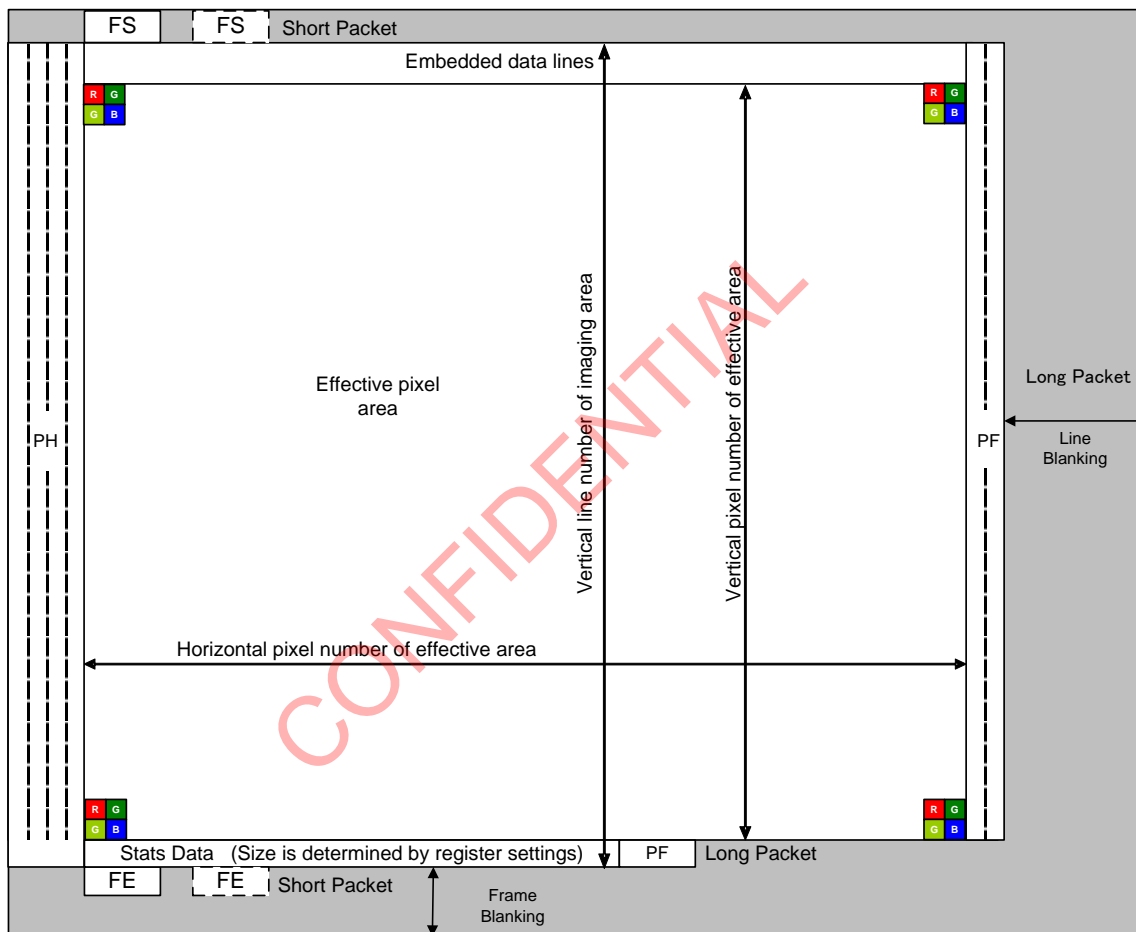 FS
FS
Short Packet
Embedded data lines
R G
G B
R G
G B
Effective pixel
area
Vertical line number of imaging area
Vertical pixel number of effective area
Long Packet
PH
PF
Line
Blanking
CONFIDENTIAL
Horizontal pixel number of effective area
R G
G B
R G
G B
Stats Data (Size is determined by register settings)
PF
Long Packet
FE
FE
Short Packet
Frame
Blanking